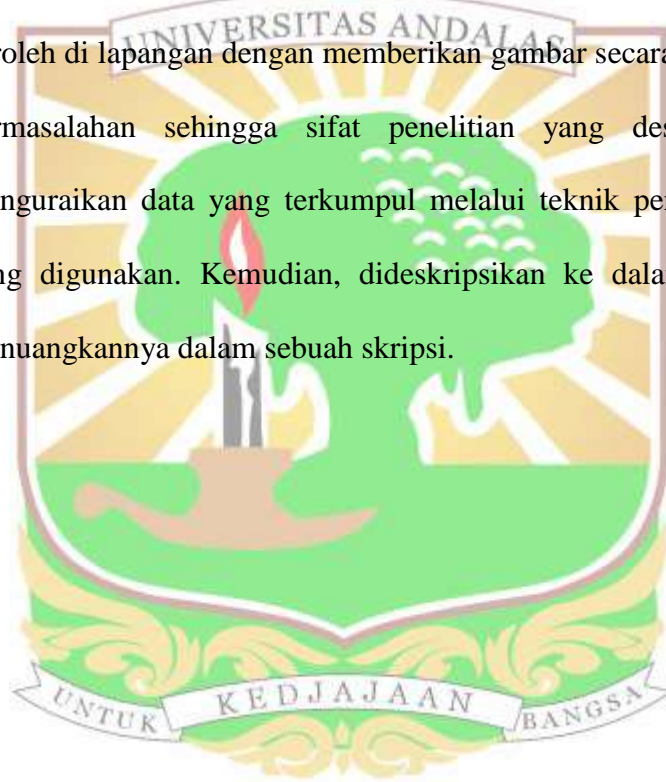 UNIVERSITAS ANDALAS
roleh di lapangan dengan memberikan gambar secara
rmasalahan sehingga sifat penelitian yang des
nguraikan data yang terkumpul melalui teknik per
ng digunakan. Kemudian, dideskripsikan ke dala
nuangkannya dalam sebuah skripsi.
UNTUK KEDJAJAAN BANGSA